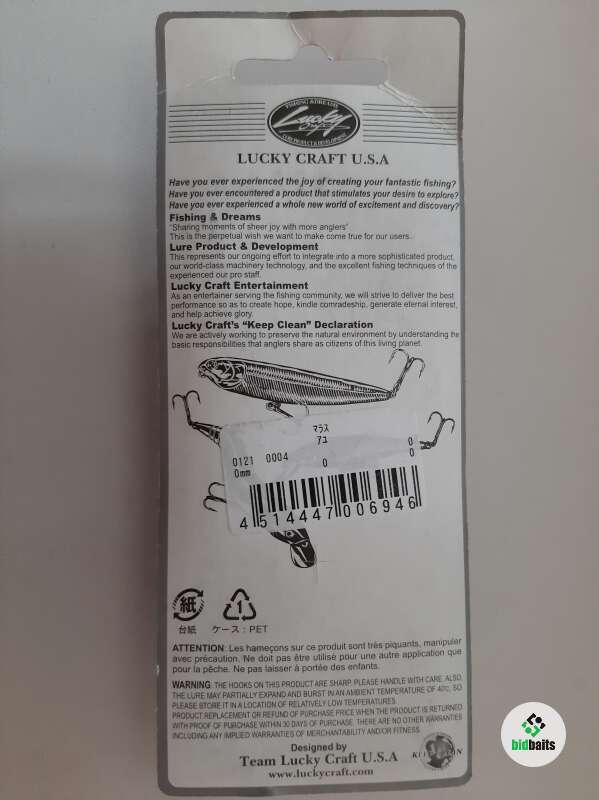 FISHING & DREAMS
Lucky Craft
LURE PRODUCT & DEVELOPMENT
LUCKY CRAFT U.S.A
Have you ever experienced the joy of creating your fantastic fishing?
Have you ever encountered a product that stimulates your desire to explore?
Have you ever experienced a whole new world of excitement and discovery?
Fishing & Dreams
"Sharing moments of sheer joy with more anglers"
This is the perpetual wish we want to make come true for our users.
Lure Product & Development
This represents our ongoing effort to integrate into a more sophisticated product,
our world-class machinery technology, and the excellent fishing techniques of the
experienced our pro staff.
Lucky Craft Entertainment
As an entertainer serving the fishing community, we will strive to deliver the best
performance so as to create hope, kindle comradeship, generate eternal interest,
and help achieve glory.
Lucky Craft's "Keep Clean" Declaration
We are actively working to preserve the natural environment by understanding the
basic responsibilities that anglers share as citizens of this living planet.
マラス
アユ
0121 0004 0
0mm 0 0
4 514447 006946
紙 1
台紙 ケース : PET
ATTENTION: Les hameçons sur ce produit sont très piquants, manipuler
avec précaution. Ne doit pas être utilisé pour une autre application que
pour la pêche. Ne pas laisser à portée des enfants.
WARNING: THE HOOKS ON THIS PRODUCT ARE SHARP. PLEASE HANDLE WITH CARE. ALSO,
THE LURE MAY PARTIALLY EXPAND AND BURST IN AN AMBIENT TEMPERATURE OF 40℃, SO
PLEASE STORE IT IN A LOCATION OF RELATIVELY LOW TEMPERATURES.
PRODUCT REPLACEMENT OR REFUND OF PURCHASE PRICE WHEN THE PRODUCT IS RETURNED
WITH PROOF OF PURCHASE WITHIN 30 DAYS OF PURCHASE. THERE ARE NO OTHER WARRANTIES
INCLUDING ANY IMPLIED WARRANTIES OF MERCHANTABILITY AND/OR FITNESS.
Designed by
Team Lucky Craft U.S.A
www.luckycraft.com
bidbaits